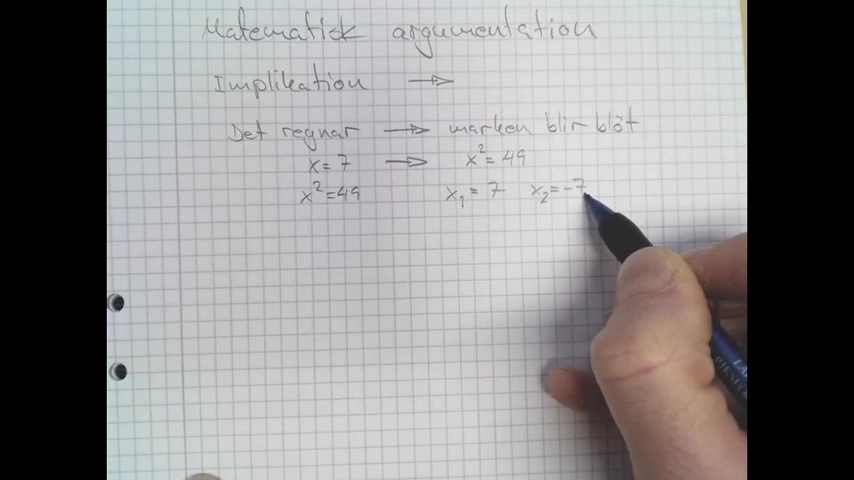 Matematisk argumentation
Implikation ⇒
Det regnar ⇒ marken blir blöt
x = 7 ⇒ x² = 49
x² = 49 x₁ = 7 x₂ = -7